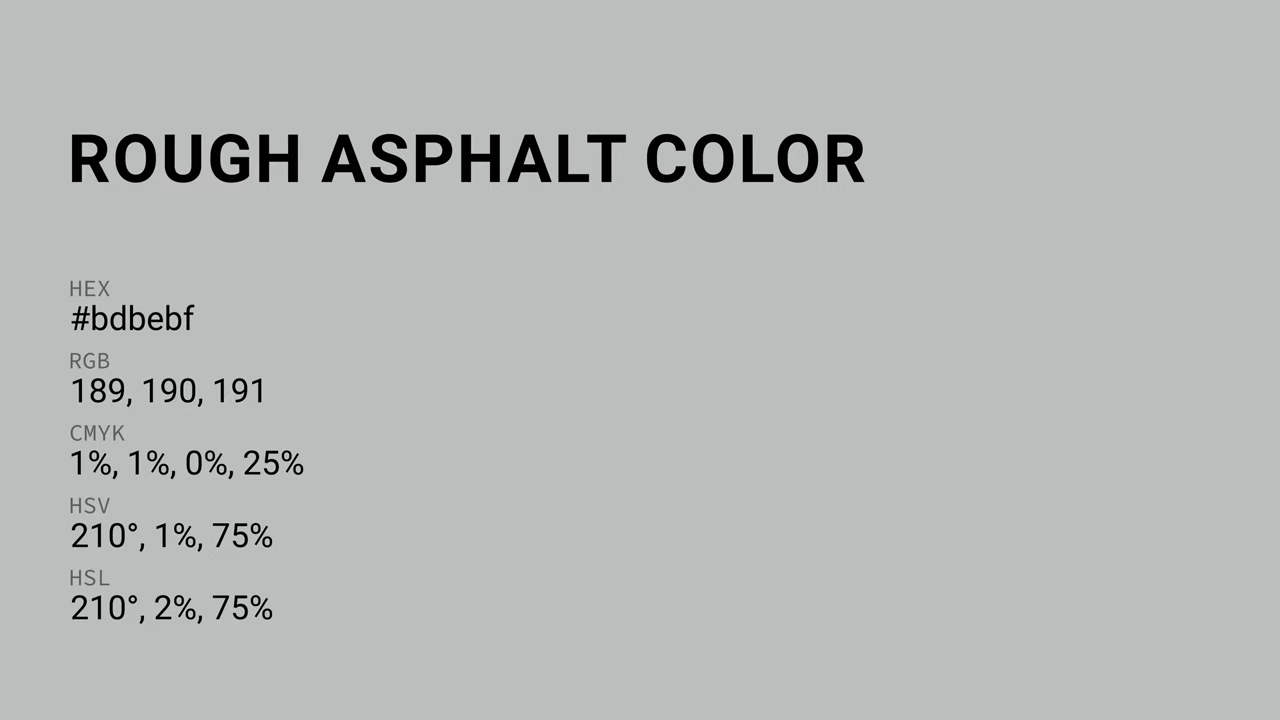 ROUGH ASPHALT COLOR
HEX
#bdbebf
RGB
189, 190, 191
CMYK
1%, 1%, 0%, 25%
HSV
210°, 1%, 75%
HSL
210°, 2%, 75%